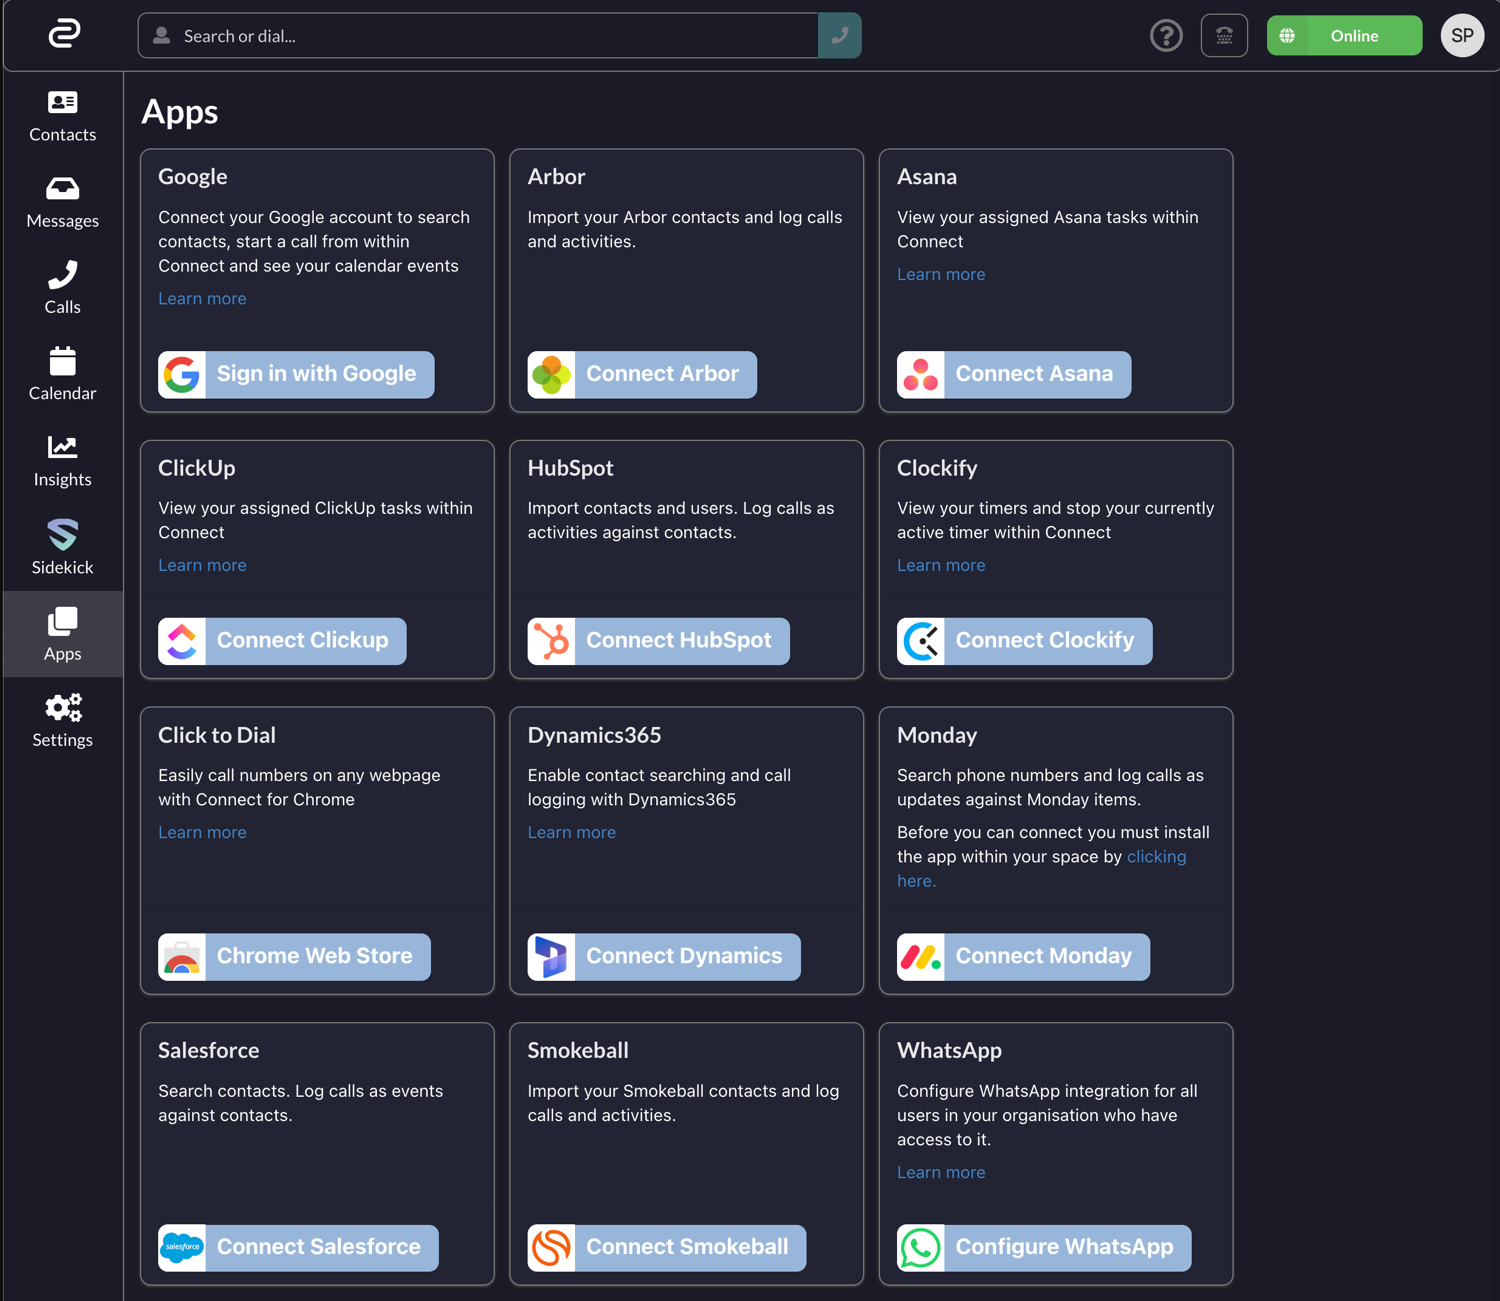 Search or dial...
Online
SP
Contacts
Messages
Calls
Calendar
Insights
Sidekick
Apps
Settings
Apps
Google
Connect your Google account to search
contacts, start a call from within
Connect and see your calendar events
Learn more
Sign in with Google
Arbor
Import your Arbor contacts and log calls
and activities.
Connect Arbor
Asana
View your assigned Asana tasks within
Connect
Learn more
Connect Asana
ClickUp
View your assigned ClickUp tasks within
Connect
Learn more
Connect Clickup
HubSpot
Import contacts and users. Log calls as
activities against contacts.
Connect HubSpot
Clockify
View your timers and stop your currently
active timer within Connect
Learn more
Connect Clockify
Click to Dial
Easily call numbers on any webpage
with Connect for Chrome
Learn more
Chrome Web Store
Dynamics365
Enable contact searching and call
logging with Dynamics365
Learn more
Connect Dynamics
Monday
Search phone numbers and log calls as
updates against Monday items.
Before you can connect you must install
the app within your space by clicking
here.
Connect Monday
Salesforce
Search contacts. Log calls as events
against contacts.
salesforce
Connect Salesforce
Smokeball
Import your Smokeball contacts and log
calls and activities.
Connect Smokeball
WhatsApp
Configure WhatsApp integration for all
users in your organisation who have
access to it.
Learn more
Configure WhatsApp